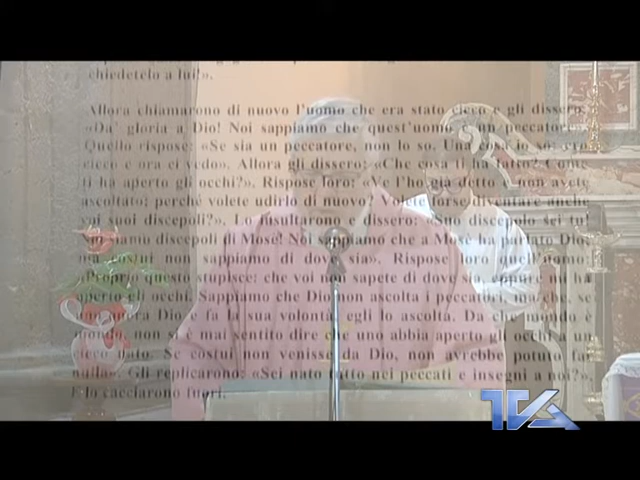 chiedetelo a lui!».
Allora chiamarono di nuovo l'uomo che era stato cieco e gli dissero:
«Dà gloria a Dio! Noi sappiamo che quest'uomo è un peccatore».
Quello rispose: «Se sia un peccatore, non lo so. Una cosa io so: ero
cieco e ora ci vedo». Allora gli dissero: «Che cosa ti ha fatto? Come
ti ha aperto gli occhi?». Rispose loro: «Ve l'ho già detto e non avete
ascoltato; perché volete udirlo di nuovo? Volete forse diventare anche
voi suoi discepoli?». Lo insultarono e dissero: «Suo discepolo sei tu!
Noi siamo discepoli di Mosè! Noi sappiamo che a Mosè ha parlato Dio;
ma costui non sappiamo di dove sia». Rispose loro quell'uomo:
«Proprio questo stupisce: che voi non sapete di dove sia, eppure mi
ha aperto gli occhi. Sappiamo che Dio non ascolta i peccatori, ma che, se
onora Dio e fa la sua volontà, egli lo ascolta. Da che mondo è
mondo, non si è mai sentito dire che uno abbia aperto gli occhi a un
cieco nato. Se costui non venisse da Dio, non avrebbe potuto far
nulla». Gli replicarono: «Sei nato tutto nei peccati e insegni a noi?».
E lo cacciarono fuori.
TVA